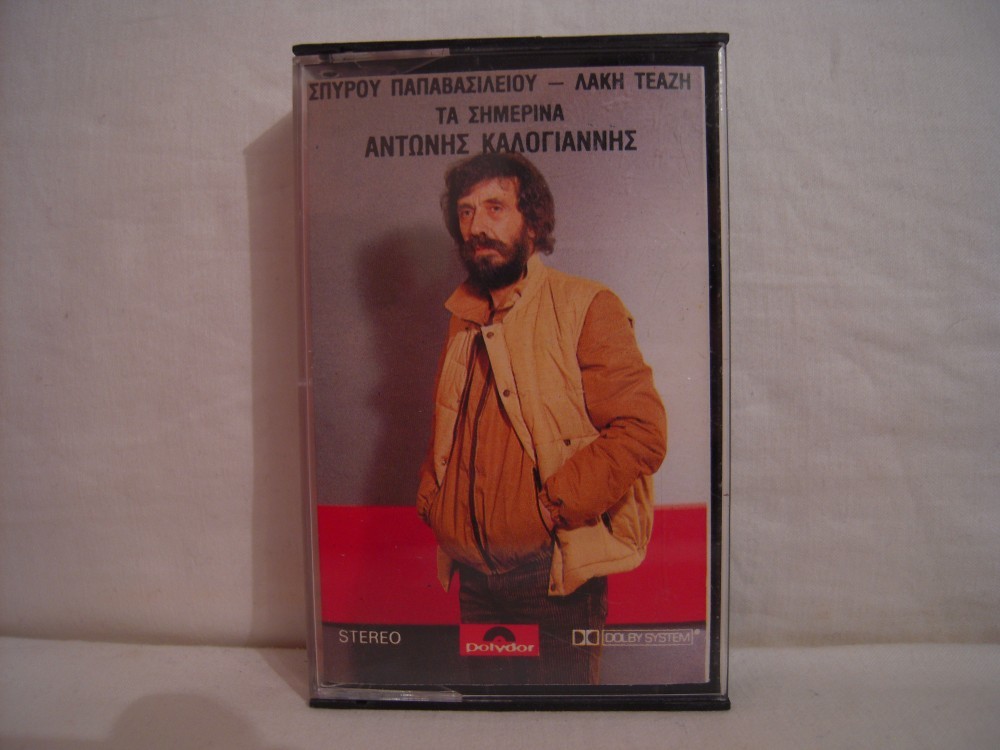 ΣΠΥΡΟΥ ΠΑΠΑΒΑΣΙΛΕΙΟΥ — ΛΑΚΗ ΤΕΑΖΗ
ΤΑ ΣΗΜΕΡΙΝΑ
ΑΝΤΩΝΗΣ ΚΑΛΟΓΙΑΝΝΗΣ
STEREO
Polydor
DOLBY SYSTEM